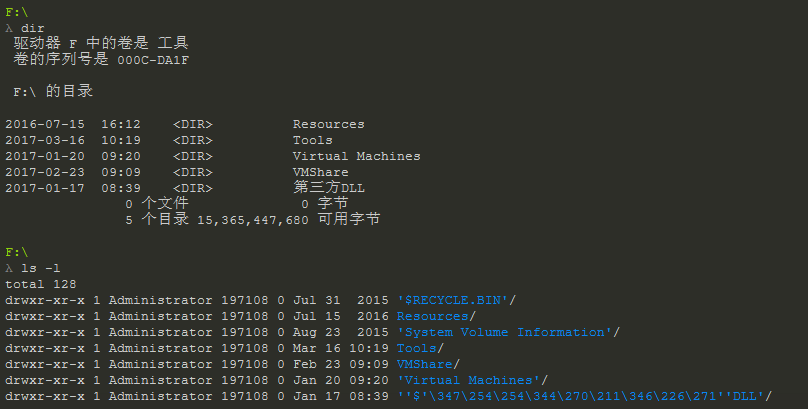 F:\
λ dir
 驱动器 F 中的卷是 工具
 卷的序列号是 000C-DA1F
 F:\ 的目录
2016-07-15  16:12    <DIR>          Resources
2017-03-16  10:19    <DIR>          Tools
2017-01-20  09:20    <DIR>          Virtual Machines
2017-02-23  09:09    <DIR>          VMShare
2017-01-17  08:39    <DIR>          第三方DLL
               0 个文件              0 字节
               5 个目录 15,365,447,680 可用字节
F:\
λ ls -l
total 128
drwxr-xr-x 1 Administrator 197108 0 Jul 31  2015 '$RECYCLE.BIN'/
drwxr-xr-x 1 Administrator 197108 0 Jul 15  2016 Resources/
drwxr-xr-x 1 Administrator 197108 0 Aug 23  2015 'System Volume Information'/
drwxr-xr-x 1 Administrator 197108 0 Mar 16 10:19 Tools/
drwxr-xr-x 1 Administrator 197108 0 Feb 23 09:09 VMShare/
drwxr-xr-x 1 Administrator 197108 0 Jan 20 09:20 'Virtual Machines'/
drwxr-xr-x 1 Administrator 197108 0 Jan 17 08:39 ''$'\347\254\254\344\270\211\346\226\271''DLL'/